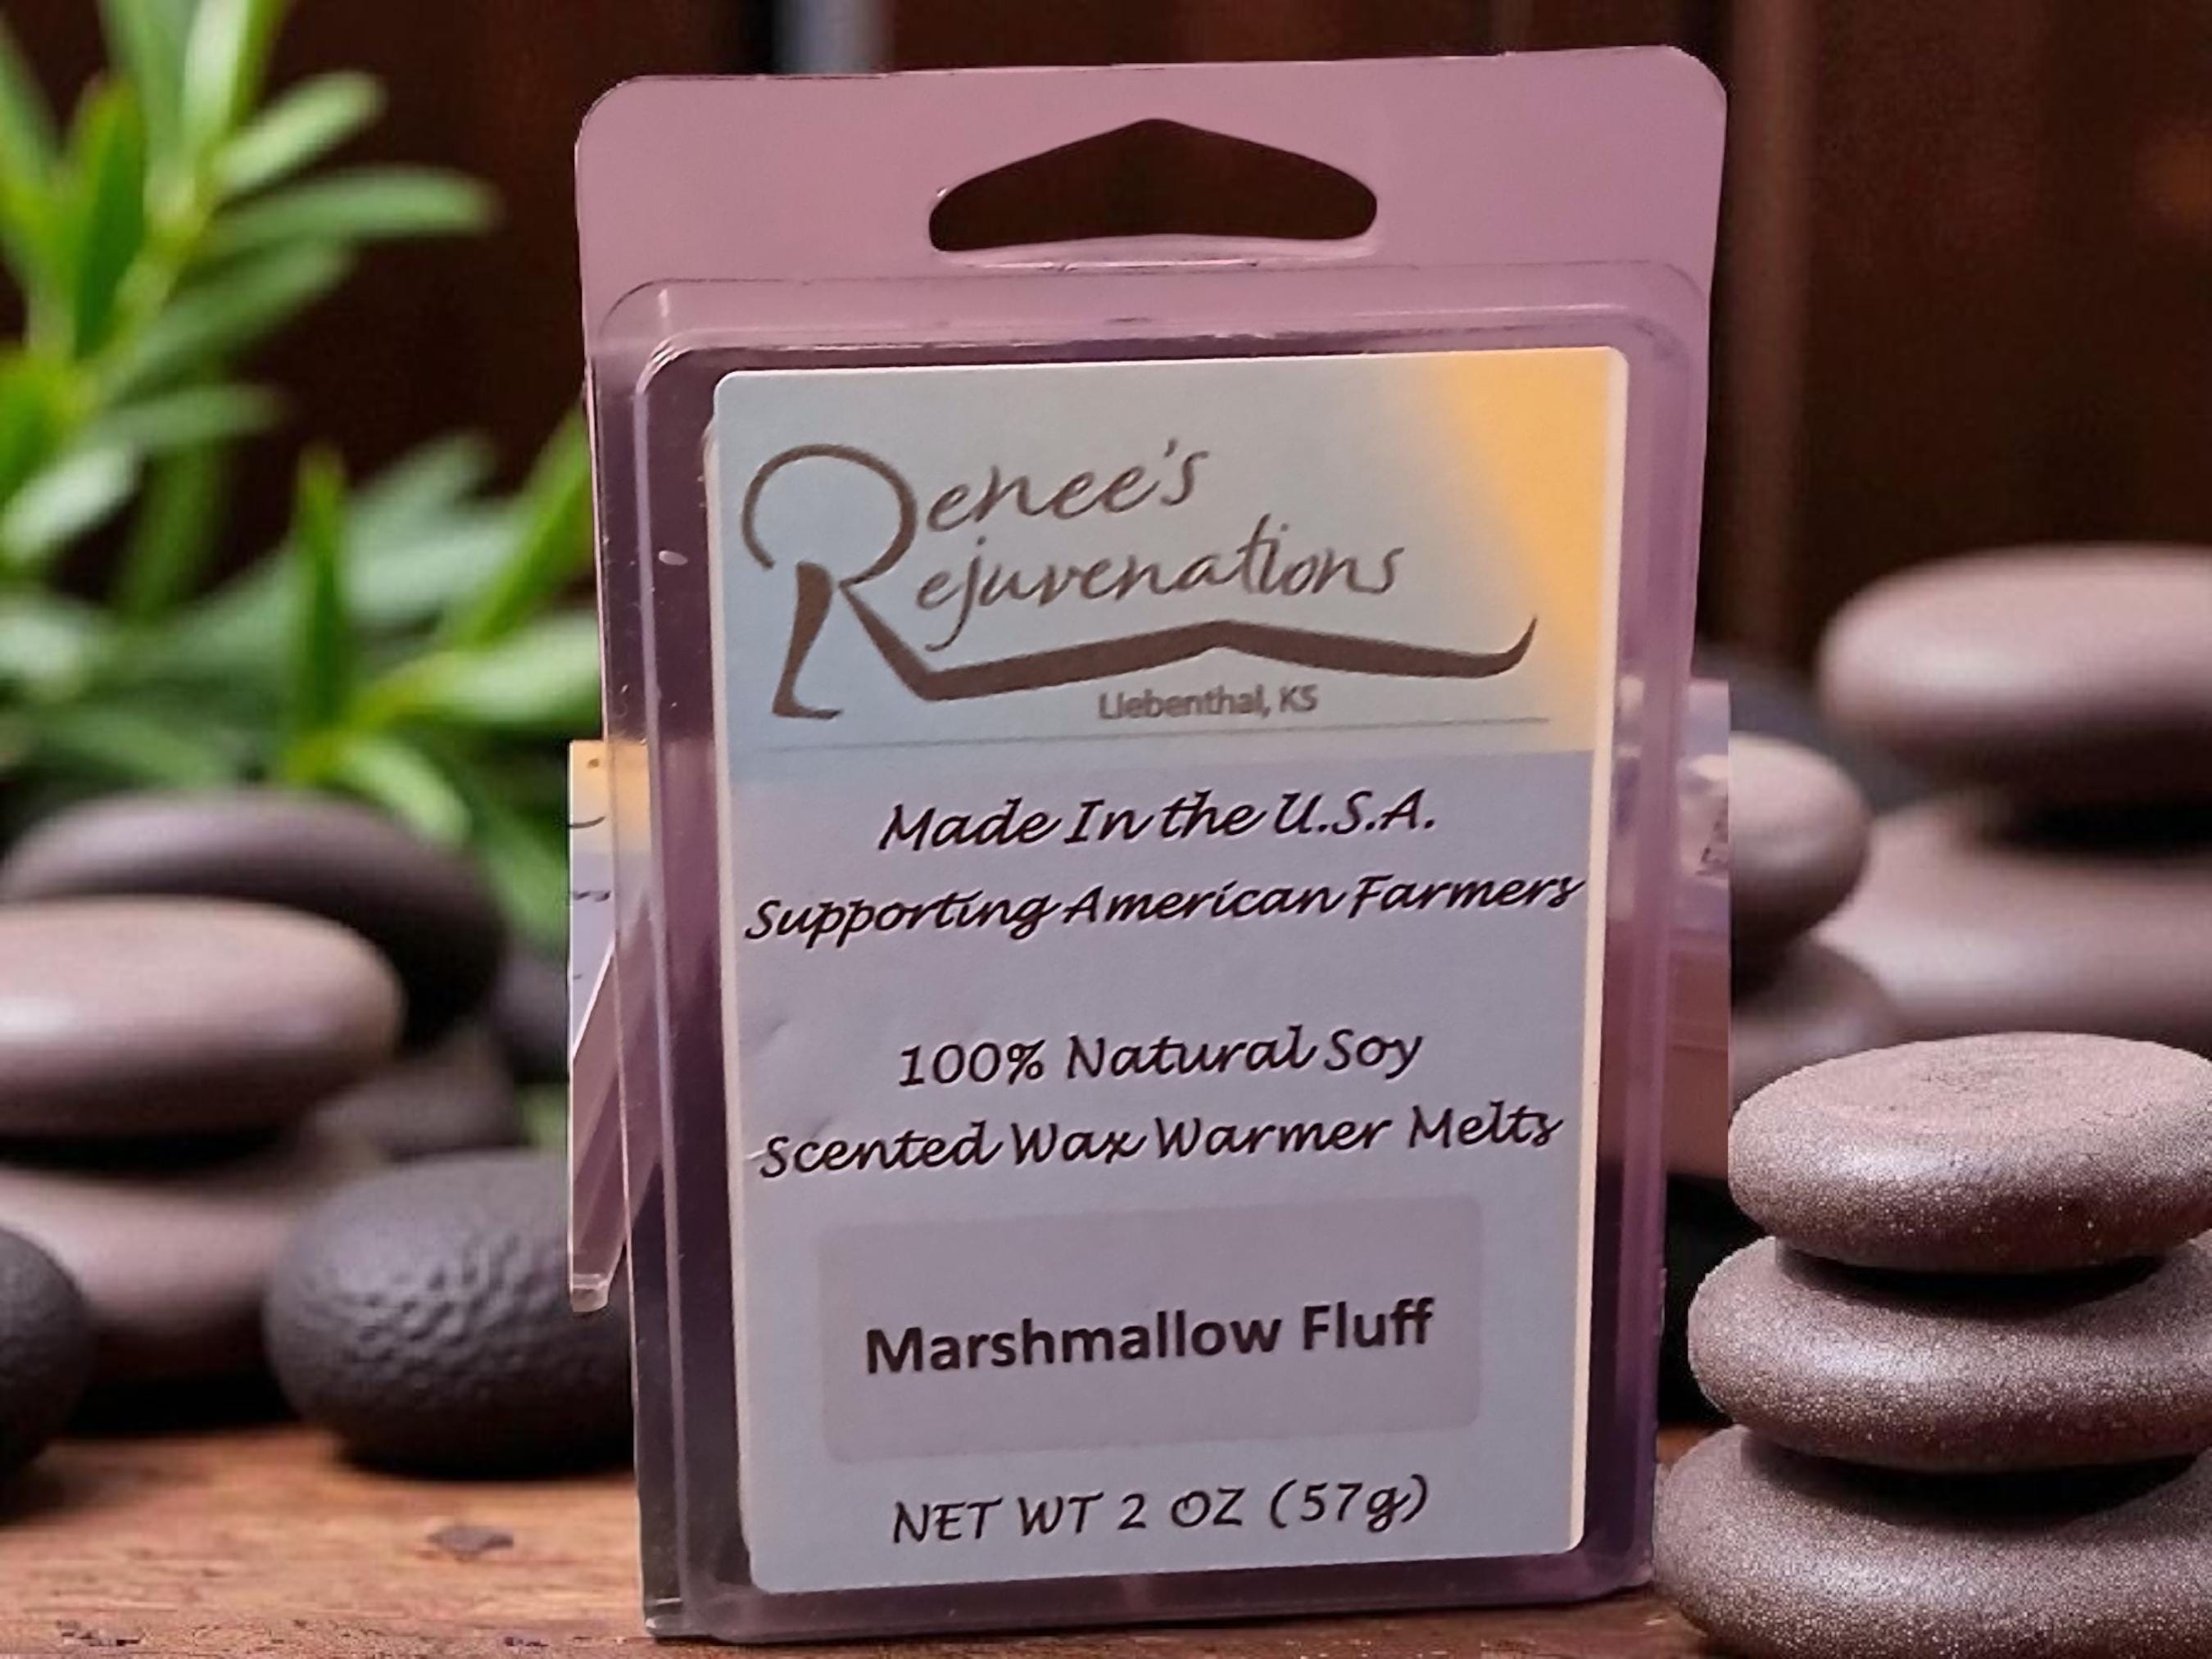 Renee's
Rejuvenations
Liebenthal, KS
Made In the U.S.A.
Supporting American Farmers
100% Natural Soy
Scented Wax Warmer Melts
Marshmallow Fluff
NET WT 2 OZ (57g)